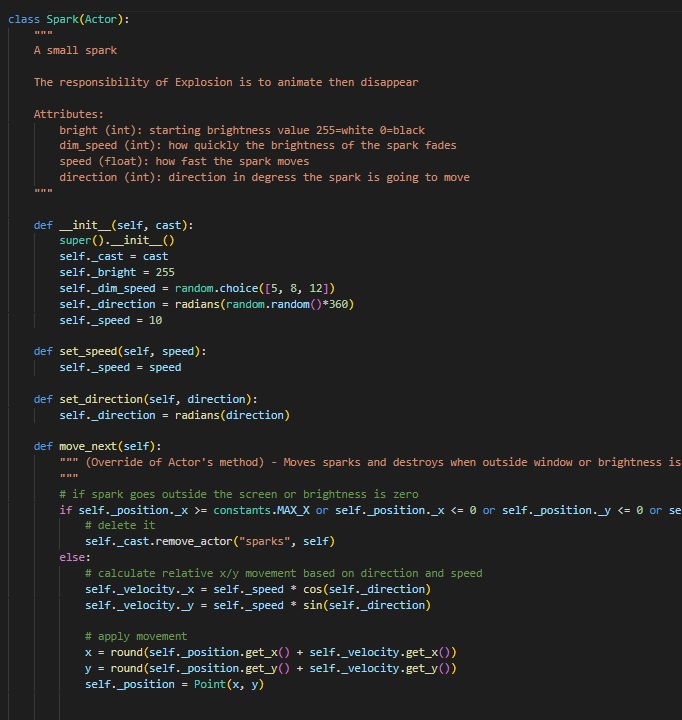 class Spark(Actor):
    """
    A small spark

    The responsibility of Explosion is to animate then disappear

    Attributes:
        bright (int): starting brightness value 255=white 0=black
        dim_speed (int): how quickly the brightness of the spark fades
        speed (float): how fast the spark moves
        direction (int): direction in degress the spark is going to move
    """

    def __init__(self, cast):
        super().__init__()
        self._cast = cast
        self._bright = 255
        self._dim_speed = random.choice([5, 8, 12])
        self._direction = radians(random.random()*360)
        self._speed = 10

    def set_speed(self, speed):
        self._speed = speed

    def set_direction(self, direction):
        self._direction = radians(direction)

    def move_next(self):
        """ (Override of Actor's method) - Moves sparks and destroys when outside window or brightness is
        """
        # if spark goes outside the screen or brightness is zero
        if self._position._x >= constants.MAX_X or self._position._x <= 0 or self._position._y <= 0 or se
            # delete it
            self._cast.remove_actor("sparks", self)
        else:
            # calculate relative x/y movement based on direction and speed
            self._velocity._x = self._speed * cos(self._direction)
            self._velocity._y = self._speed * sin(self._direction)

            # apply movement
            x = round(self._position.get_x() + self._velocity.get_x())
            y = round(self._position.get_y() + self._velocity.get_y())
            self._position = Point(x, y)